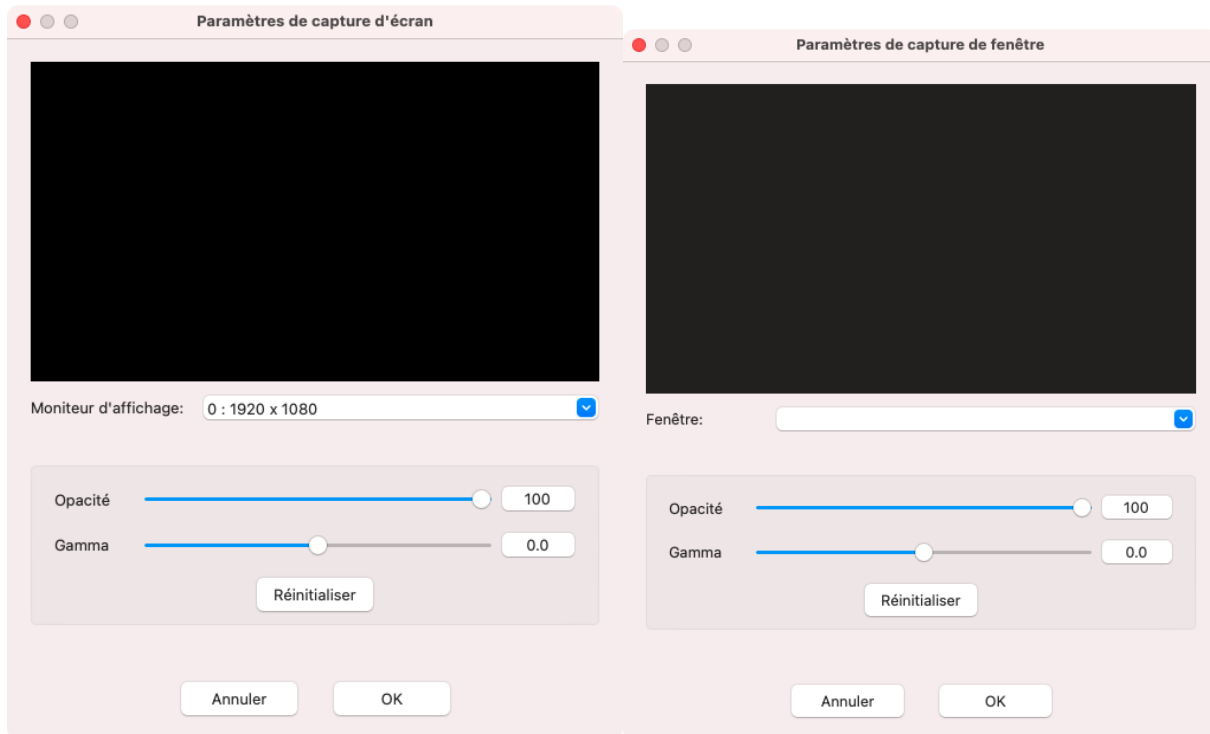 Paramètres de capture d'écran
Moniteur d'affichage: 0 : 1920 x 1080
Opacité 100
Gamma 0.0
Réinitialiser
Annuler OK
Paramètres de capture de fenêtre
Fenêtre:
Opacité 100
Gamma 0.0
Réinitialiser
Annuler OK